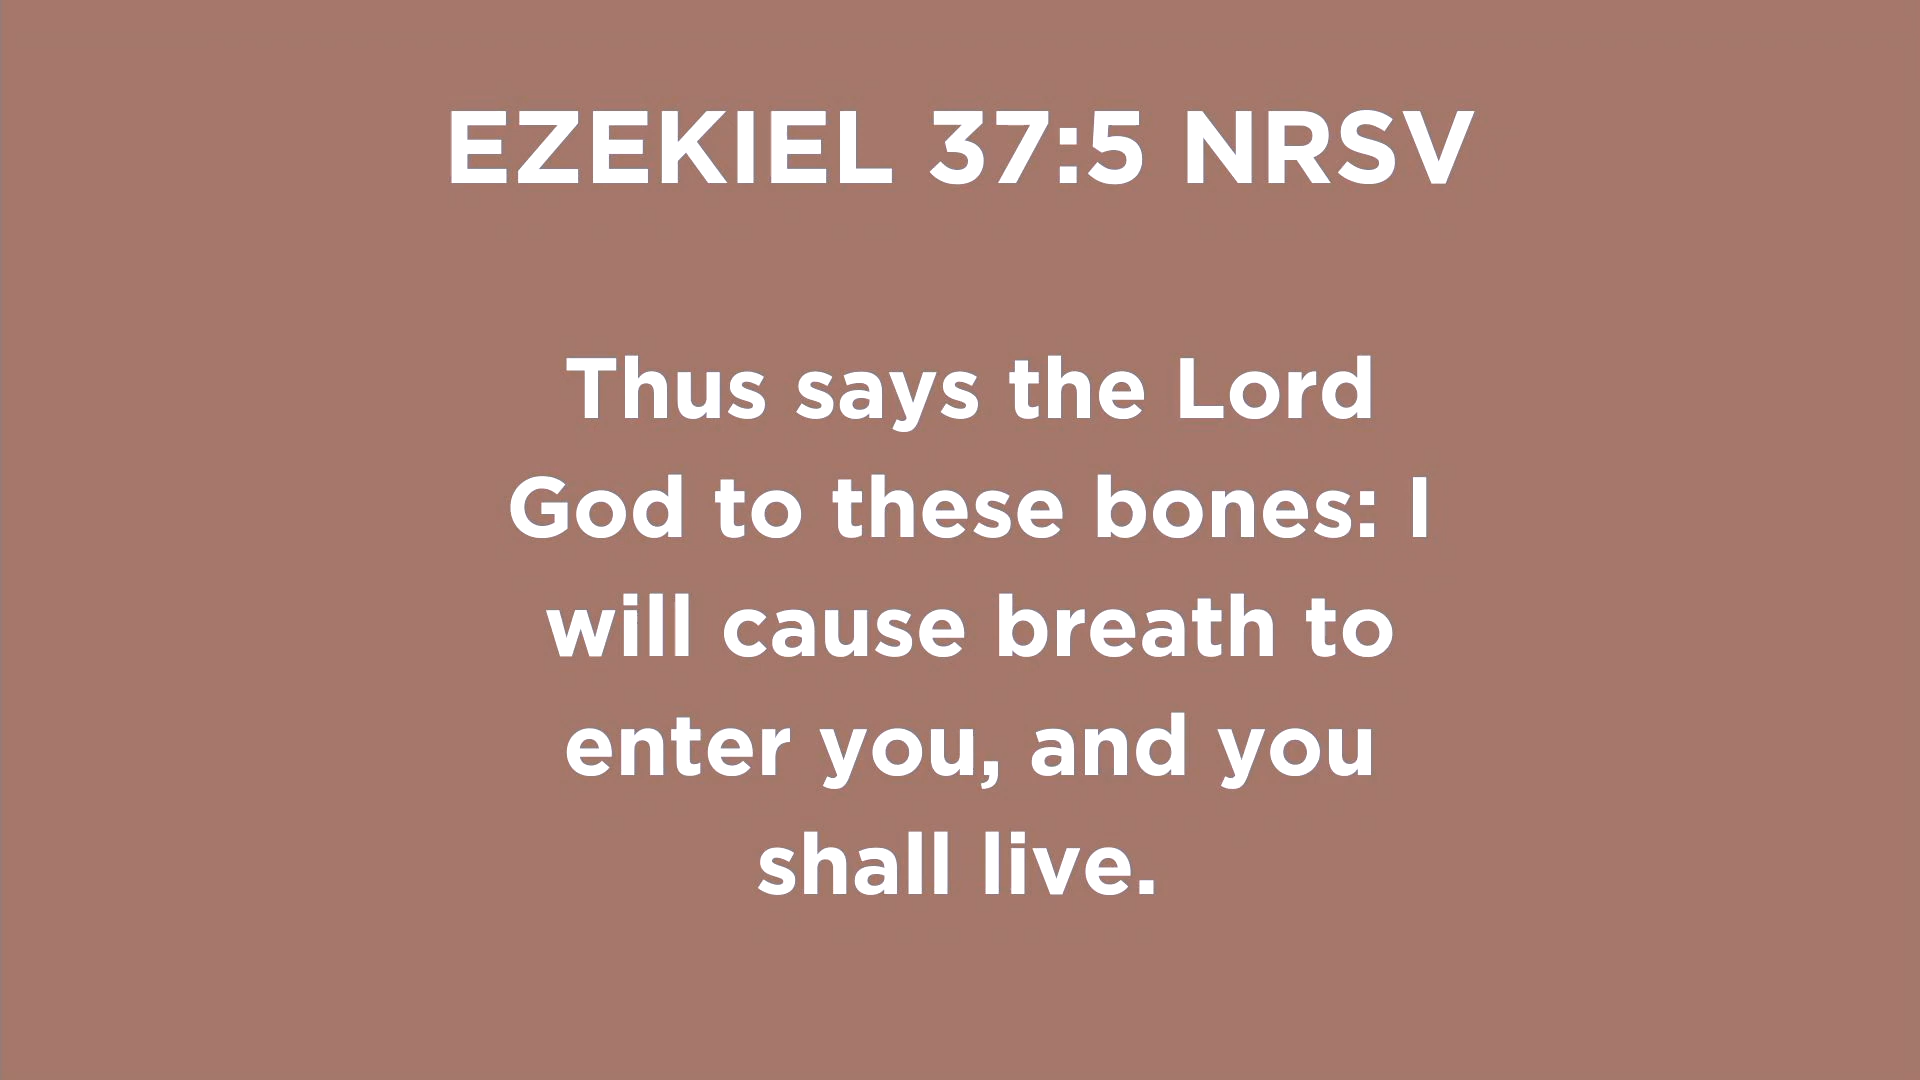 EZEKIEL 37:5 NRSV
Thus says the Lord
God to these bones: I
will cause breath to
enter you, and you
shall live.